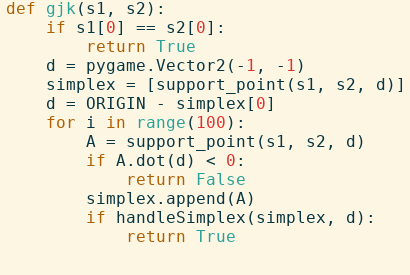 def gjk(s1, s2):
    if s1[0] == s2[0]:
        return True
    d = pygame.Vector2(-1, -1)
    simplex = [support_point(s1, s2, d)]
    d = ORIGIN - simplex[0]
    for i in range(100):
        A = support_point(s1, s2, d)
        if A.dot(d) < 0:
            return False
        simplex.append(A)
        if handleSimplex(simplex, d):
            return True